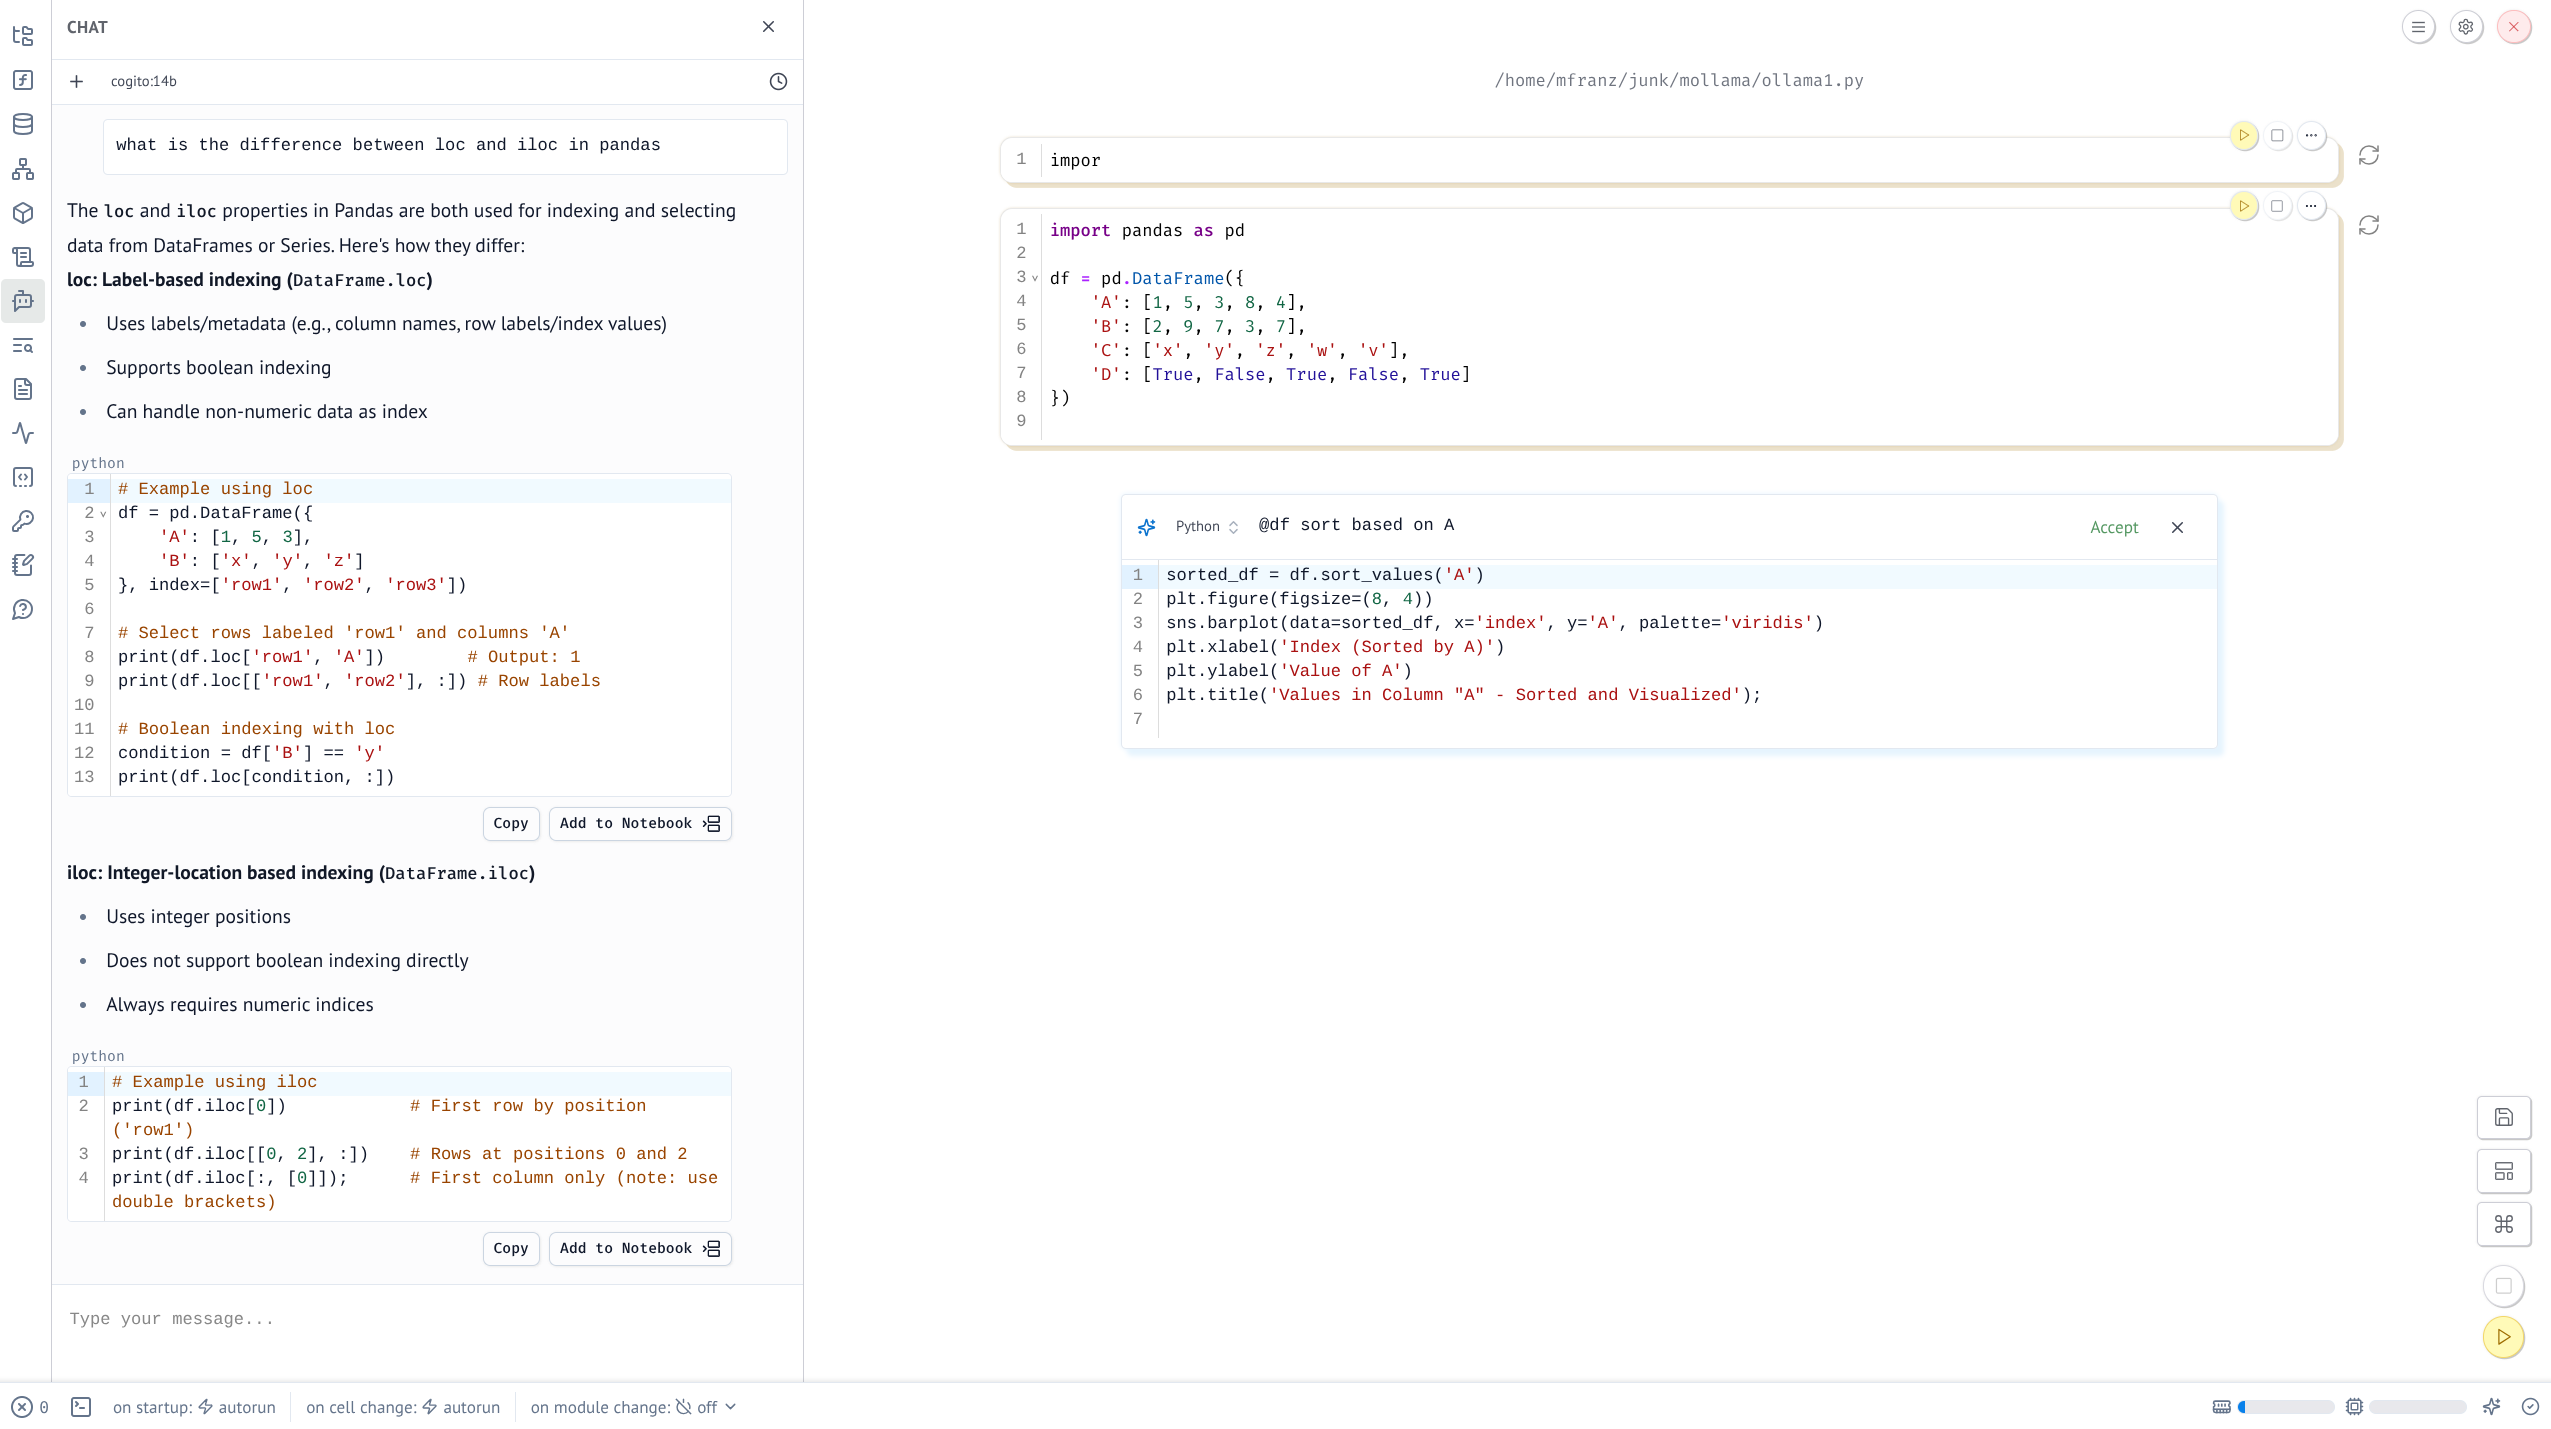 CHAT
cogito:14b
what is the difference between loc and iloc in pandas
The loc and iloc properties in Pandas are both used for indexing and selecting
data from DataFrames or Series. Here's how they differ:
loc: Label-based indexing (DataFrame.loc)
• Uses labels/metadata (e.g., column names, row labels/index values)
• Supports boolean indexing
• Can handle non-numeric data as index
python
1 # Example using loc
2 df = pd.DataFrame({
3     'A': [1, 5, 3],
4     'B': ['x', 'y', 'z']
5 }, index=['row1', 'row2', 'row3'])
6
7 # Select rows labeled 'row1' and columns 'A'
8 print(df.loc['row1', 'A'])        # Output: 1
9 print(df.loc[['row1', 'row2'], :]) # Row labels
10
11 # Boolean indexing with loc
12 condition = df['B'] == 'y'
13 print(df.loc[condition, :])
Copy
Add to Notebook
iloc: Integer-location based indexing (DataFrame.iloc)
• Uses integer positions
• Does not support boolean indexing directly
• Always requires numeric indices
python
1 # Example using iloc
2 print(df.iloc[0])            # First row by position
('row1')
3 print(df.iloc[[0, 2], :])    # Rows at positions 0 and 2
4 print(df.iloc[:, [0]]);      # First column only (note: use
double brackets)
Copy
Add to Notebook
Type your message...
/home/mfranz/junk/mollama/ollama1.py
1 impor
1 import pandas as pd
2
3 df = pd.DataFrame({
4     'A': [1, 5, 3, 8, 4],
5     'B': [2, 9, 7, 3, 7],
6     'C': ['x', 'y', 'z', 'w', 'v'],
7     'D': [True, False, True, False, True]
8 })
9
Python @df sort based on A Accept
1 sorted_df = df.sort_values('A')
2 plt.figure(figsize=(8, 4))
3 sns.barplot(data=sorted_df, x='index', y='A', palette='viridis')
4 plt.xlabel('Index (Sorted by A)')
5 plt.ylabel('Value of A')
6 plt.title('Values in Column "A" - Sorted and Visualized');
7
0 on startup: autorun on cell change: autorun on module change: off